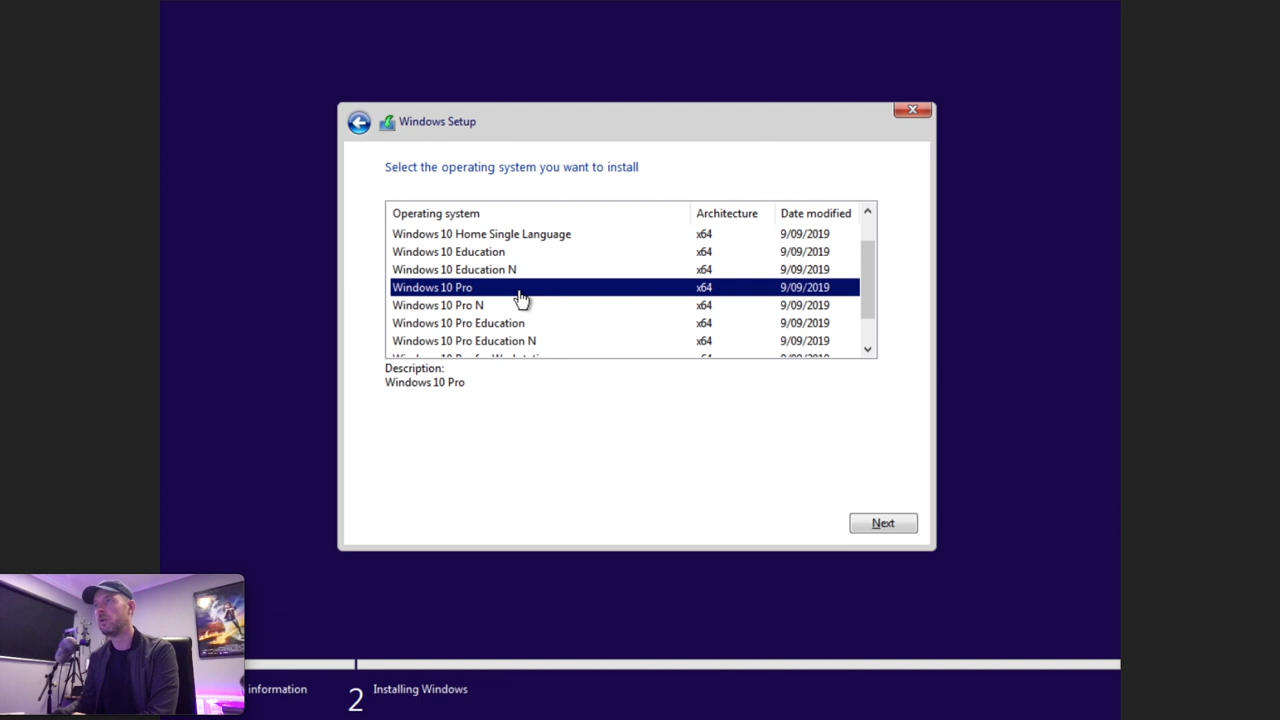 Windows Setup
Select the operating system you want to install
Operating system Architecture Date modified
Windows 10 Home Single Language x64 9/09/2019
Windows 10 Education x64 9/09/2019
Windows 10 Education N x64 9/09/2019
Windows 10 Pro x64 9/09/2019
Windows 10 Pro N x64 9/09/2019
Windows 10 Pro Education x64 9/09/2019
Windows 10 Pro Education N x64 9/09/2019
Description:
Windows 10 Pro
Next
information
2 Installing Windows